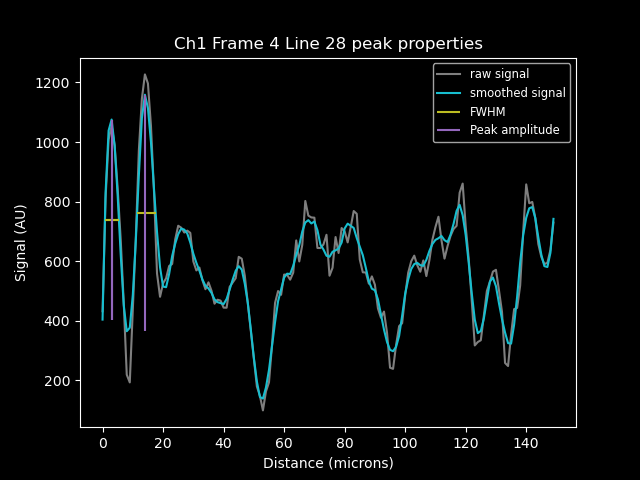 Ch1 Frame 4 Line 28 peak properties
raw signal
smoothed signal
FWHM
Peak amplitude
Signal (AU)
1200
1000
800
600
400
200
0 20 40 60 80 100 120 140
Distance (microns)